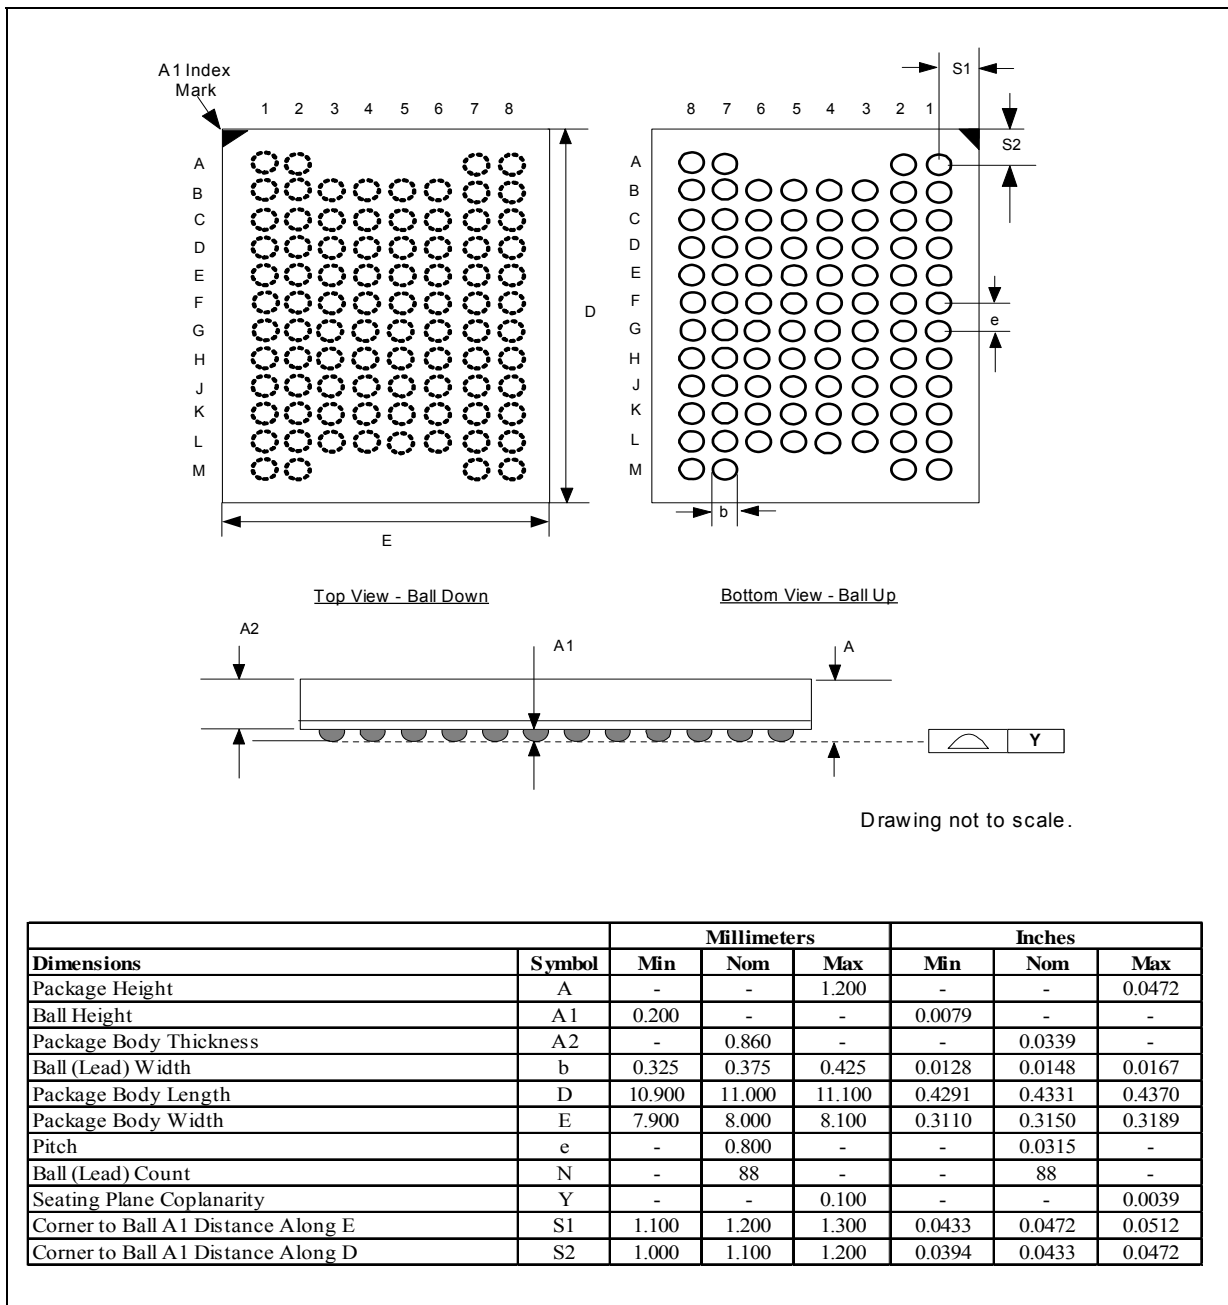 A1 Index
Mark
S1
1 2 3 4 5 6 7 8
8 7 6 5 4 3 2 1
S2
A
B
C
D
E
F
G
H
J
K
L
M
D
E
A
B
C
D
E
F
G
H
J
K
L
M
e
b
Top View - Ball Down
Bottom View - Ball Up
A2
A1
A
Y
Drawing not to scale.
Millimeters Inches
Dimensions Symbol Min Nom Max Min Nom Max
Package Height A - - 1.200 - - 0.0472
Ball Height A1 0.200 - - 0.0079 - -
Package Body Thickness A2 - 0.860 - - 0.0339 -
Ball (Lead) Width b 0.325 0.375 0.425 0.0128 0.0148 0.0167
Package Body Length D 10.900 11.000 11.100 0.4291 0.4331 0.4370
Package Body Width E 7.900 8.000 8.100 0.3110 0.3150 0.3189
Pitch e - 0.800 - - 0.0315 -
Ball (Lead) Count N - 88 - - 88 -
Seating Plane Coplanarity Y - - 0.100 - - 0.0039
Corner to Ball A1 Distance Along E S1 1.100 1.200 1.300 0.0433 0.0472 0.0512
Corner to Ball A1 Distance Along D S2 1.000 1.100 1.200 0.0394 0.0433 0.0472